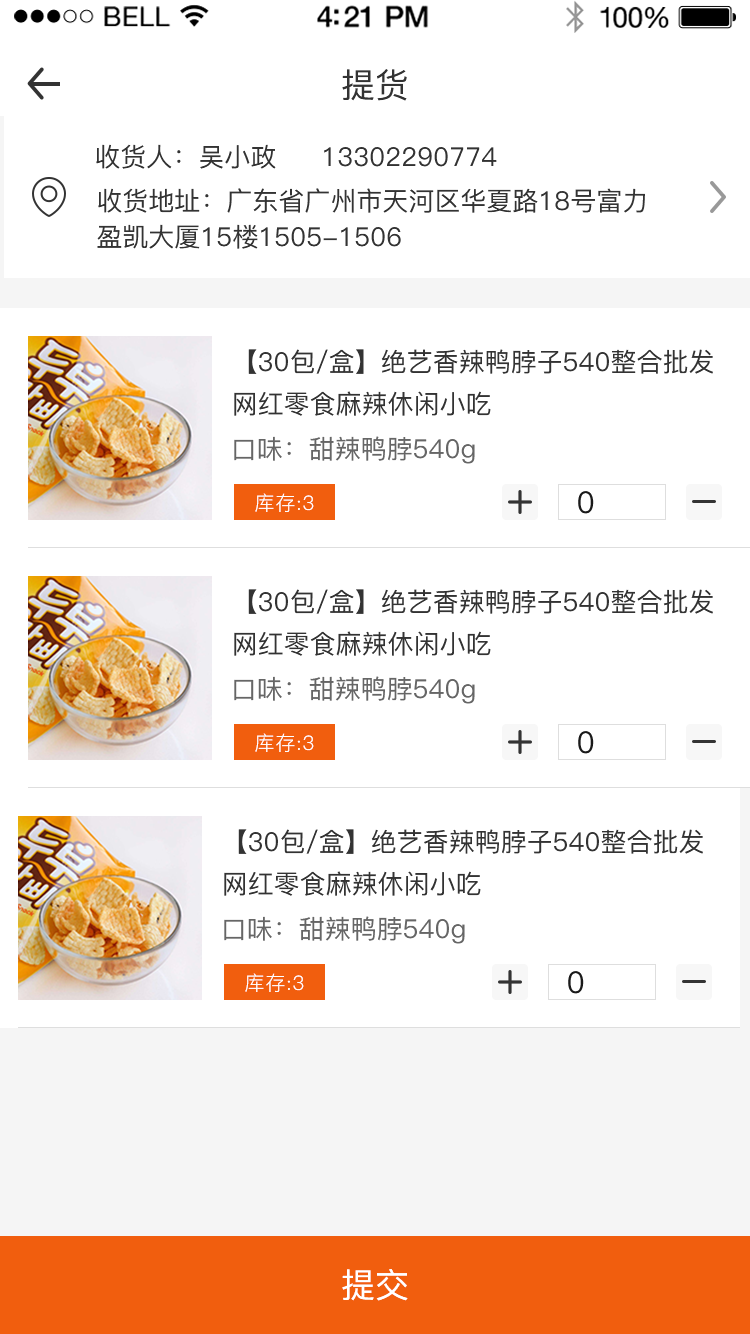 BELL 4:21 PM 100%
提货
收货人：吴小政 13302290774
收货地址：广东省广州市天河区华夏路18号富力
盈凯大厦15楼1505-1506
【30包/盒】绝艺香辣鸭脖子540整合批发
网红零食麻辣休闲小吃
口味：甜辣鸭脖540g
库存:3 + 0 −
【30包/盒】绝艺香辣鸭脖子540整合批发
网红零食麻辣休闲小吃
口味：甜辣鸭脖540g
库存:3 + 0 −
【30包/盒】绝艺香辣鸭脖子540整合批发
网红零食麻辣休闲小吃
口味：甜辣鸭脖540g
库存:3 + 0 −
提交